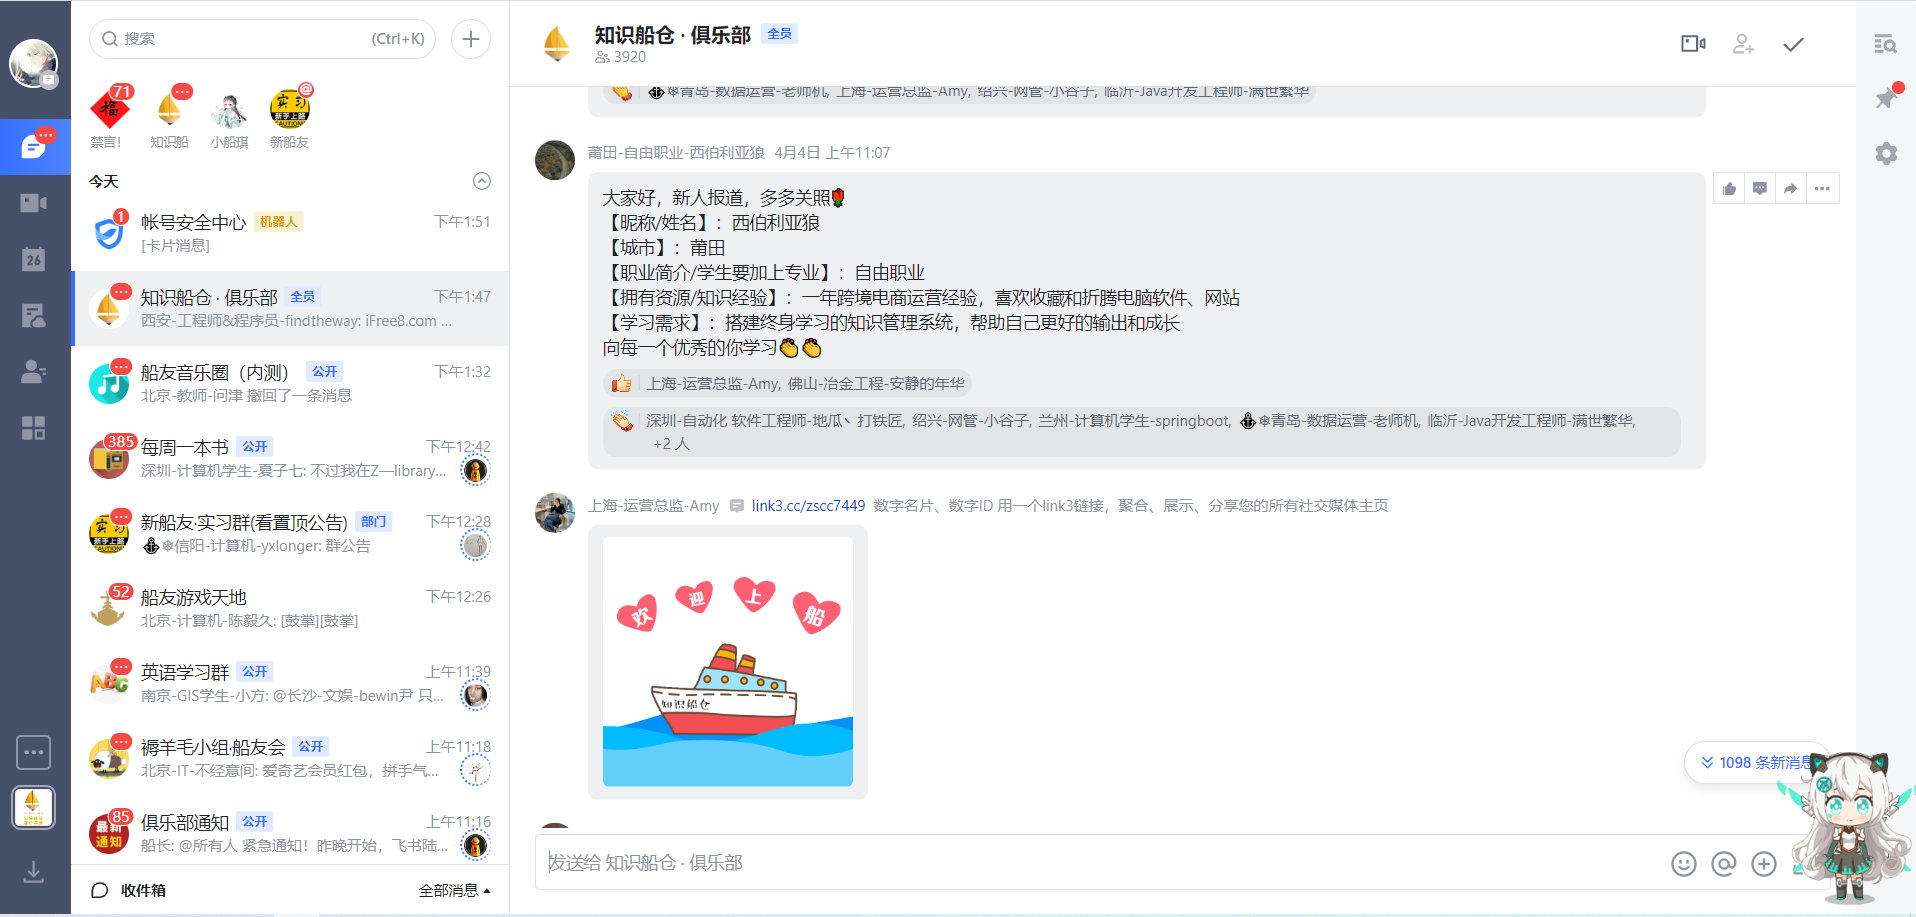 搜索 (Ctrl+K)
71
禁言!
知识船
小船琪
@
实习
新手上路
CAUTION
新船友
今天
1
帐号安全中心 机器人 下午1:51
[卡片消息]
知识船仓 · 俱乐部 全员 下午1:47
西安-工程师&程序员-findtheway: iFree8.com ...
船友音乐圈（内测） 公开 下午1:32
北京-教师-问津 撤回了一条消息
385
每周一本书 公开 下午12:42
深圳-计算机学生-夏子七: 不过我在Z—library...
新船友·实习群(看置顶公告) 部门 下午12:28
信阳-计算机-yxlonger: 群公告
52
船友游戏天地 下午12:26
北京-计算机-陈毅久: [鼓掌][鼓掌]
ABC
英语学习群 公开 上午11:39
南京-GIS学生-小方: @长沙-文娱-bewin尹 只...
褥羊毛小组·船友会 公开 上午11:18
北京-IT-不经意间: 爱奇艺会员红包，拼手气...
85
最新
通知
俱乐部通知 公开 上午11:16
船长: @所有人 紧急通知！昨晚开始，飞书陆...
收件箱 全部消息
26
知识船仓 · 俱乐部 全员
3920
青岛-数据运营-老师机, 上海-运营总监-Amy, 绍兴-网管-小谷子, 临沂-Java开发工程师-满世繁华
莆田-自由职业-西伯利亚狼 4月4日 上午11:07
大家好，新人报道，多多关照
【昵称/姓名】：西伯利亚狼
【城市】：莆田
【职业简介/学生要加上专业】：自由职业
【拥有资源/知识经验】：一年跨境电商运营经验，喜欢收藏和折腾电脑软件、网站
【学习需求】：搭建终身学习的知识管理系统，帮助自己更好的输出和成长
向每一个优秀的你学习
上海-运营总监-Amy, 佛山-冶金工程-安静的年华
深圳-自动化 软件工程师-地瓜丶打铁匠, 绍兴-网管-小谷子, 兰州-计算机学生-springboot, 青岛-数据运营-老师机, 临沂-Java开发工程师-满世繁华,
+2 人
上海-运营总监-Amy link3.cc/zscc7449 数字名片、数字ID 用一个link3链接，聚合、展示、分享您的所有社交媒体主页
欢迎上船
知识船仓
1098 条新消息
发送给 知识船仓 · 俱乐部